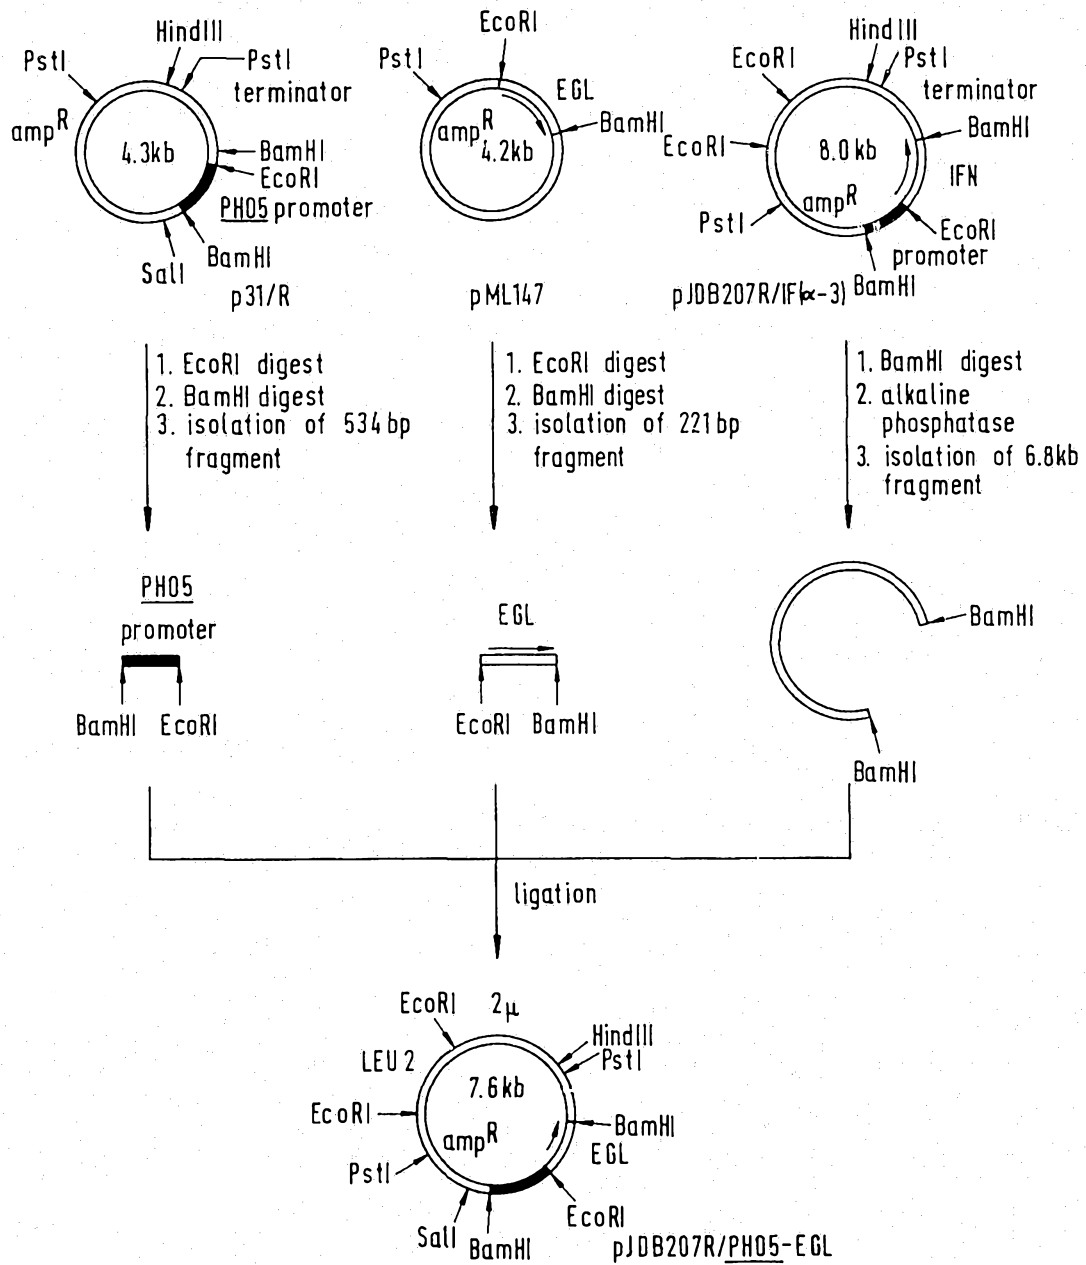 HindIII
PstI
PstI
terminator
amp^R
4.3kb
BamHI
EcoRI
PHO5 promoter
BamHI
SalI
p31/R
EcoRI
PstI
EGL
amp^R
4.2kb
BamHI
pML147
HindIII
EcoRI
PstI
terminator
BamHI
EcoRI
8.0kb
IFN
amp^R
PstI
EcoRI
promoter
BamHI
pJDB207R/IF(α-3)
1. EcoRI digest
2. BamHI digest
3. isolation of 534bp
fragment
1. EcoRI digest
2. BamHI digest
3. isolation of 221bp
fragment
1. BamHI digest
2. alkaline
phosphatase
3. isolation of 6.8kb
fragment
PHO5
promoter
BamHI
EcoRI
EGL
EcoRI
BamHI
BamHI
BamHI
ligation
EcoRI
2μ
HindIII
PstI
LEU2
7.6kb
EcoRI
BamHI
amp^R
EGL
PstI
EcoRI
SalI
BamHI
pJDB207R/PHO5-EGL